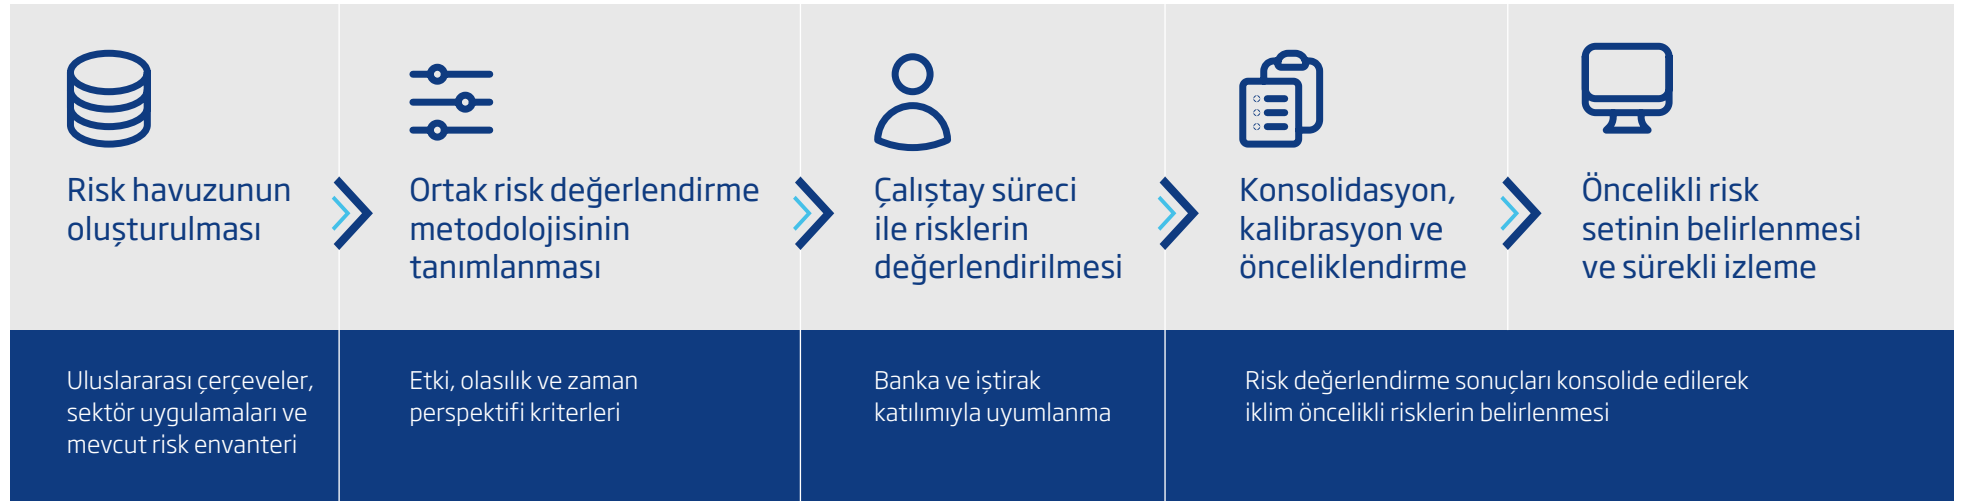 Risk havuzunun
oluşturulması
Ortak risk değerlendirme
metodolojisinin
tanımlanması
Çalıştay süreci
ile risklerin
değerlendirilmesi
Konsolidasyon,
kalibrasyon ve
önceliklendirme
Öncelikli risk
setinin belirlenmesi
ve sürekli izleme
Uluslararası çerçeveler,
sektör uygulamaları ve
mevcut risk envanteri
Etki, olasılık ve zaman
perspektifi kriterleri
Banka ve iştirak
katılımıyla uyumlanma
Risk değerlendirme sonuçları konsolide edilerek
iklim öncelikli risklerin belirlenmesi